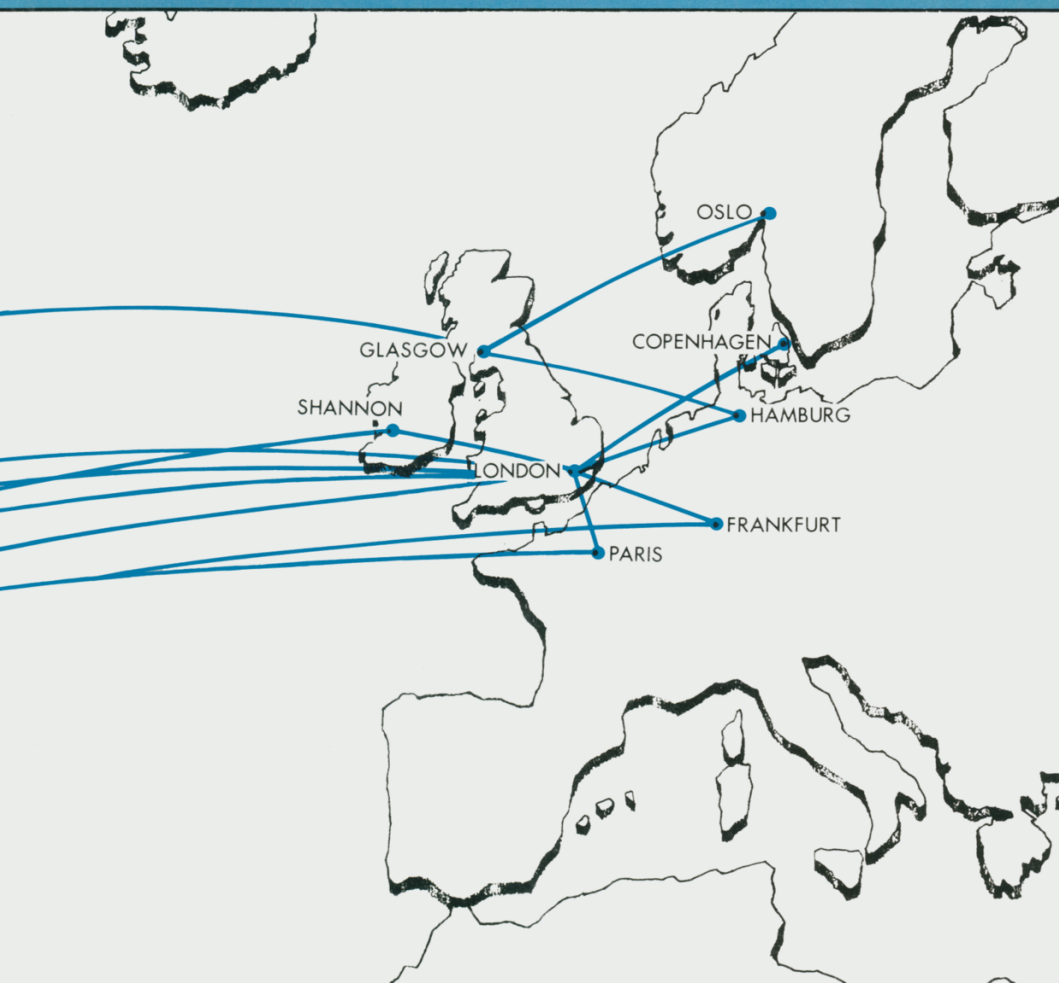 OSLO
COPENHAGEN
GLASGOW
SHANNON
HAMBURG
LONDON
FRANKFURT
PARIS